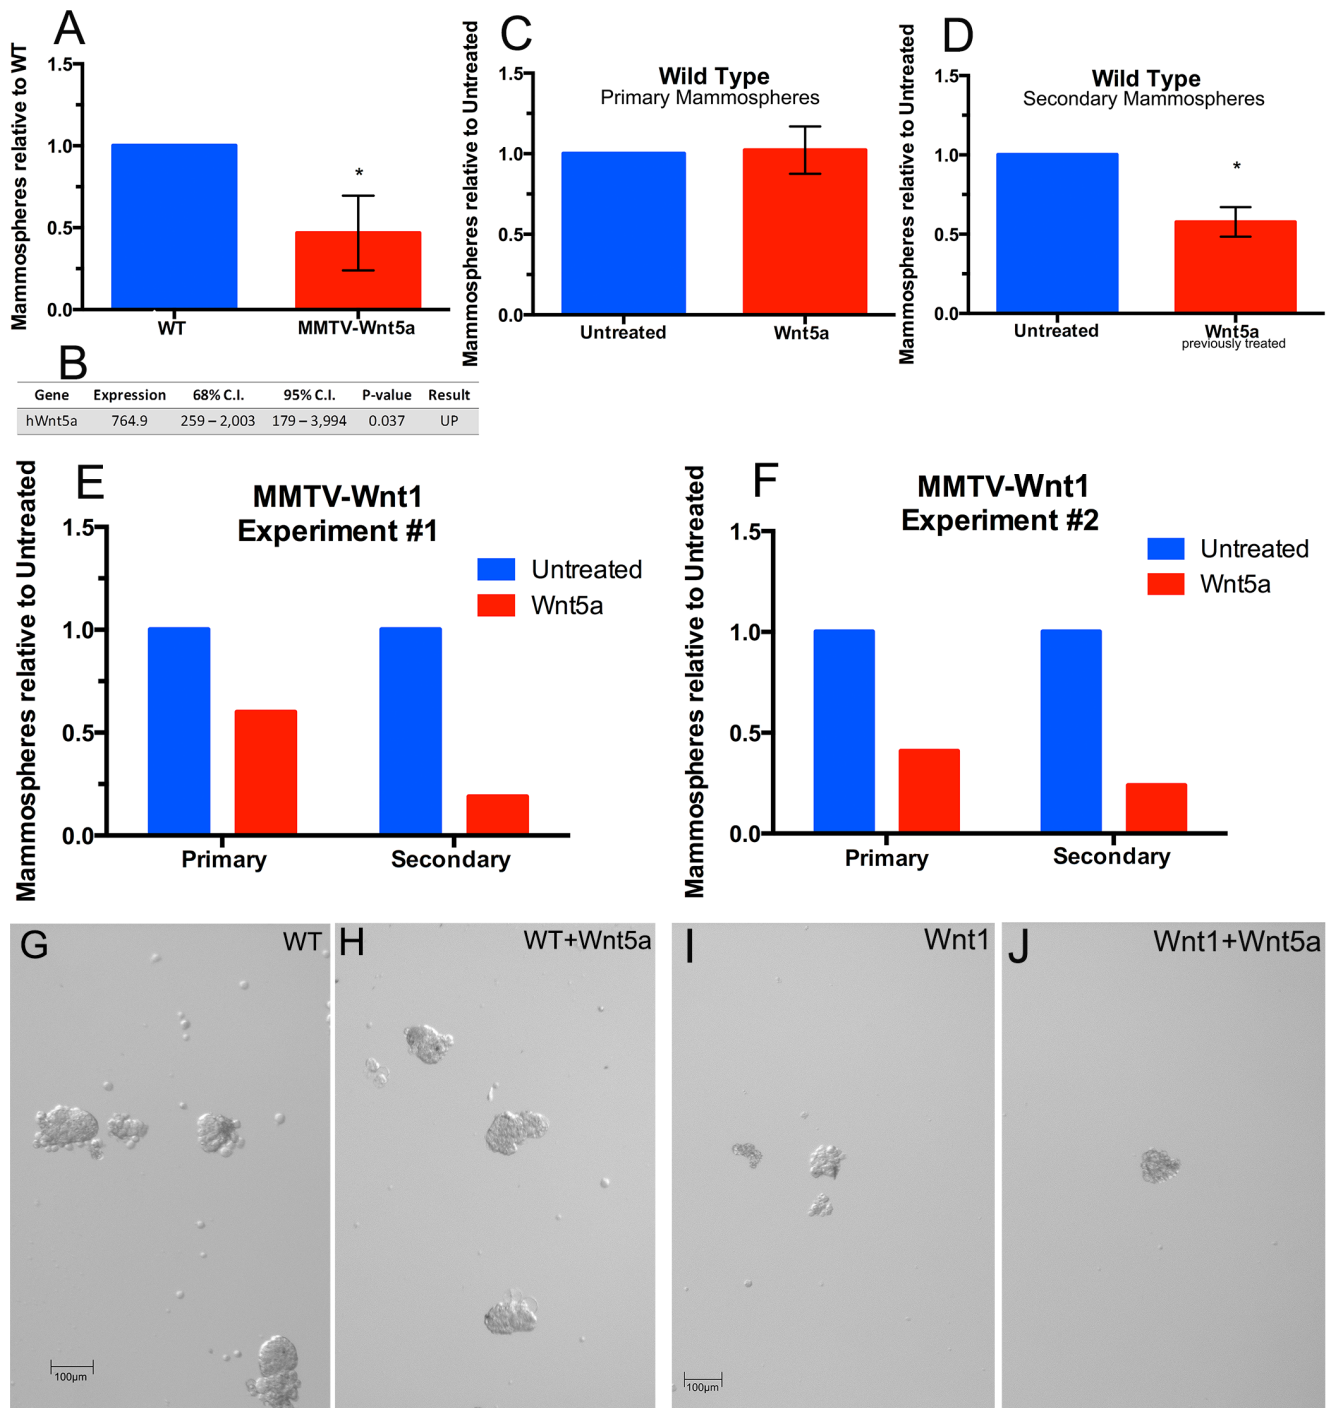 A
Mammospheres relative to WT
1.5
1.0
0.5
0.0
*
WT
MMTV-Wnt5a
B
Gene Expression 68% C.I. 95% C.I. P-value Result
hWnt5a 764.9 259 – 2,003 179 – 3,994 0.037 UP
C
Mammospheres relative to Untreated
Wild Type
Primary Mammospheres
1.5
1.0
0.5
0.0
Untreated
Wnt5a
D
Mammospheres relative to Untreated
Wild Type
Secondary Mammospheres
1.5
1.0
0.5
0.0
*
Untreated
Wnt5a
previously treated
E
Mammospheres relative to Untreated
MMTV-Wnt1
Experiment #1
1.5
1.0
0.5
0.0
Untreated
Wnt5a
Primary
Secondary
F
Mammospheres relative to Untreated
MMTV-Wnt1
Experiment #2
1.5
1.0
0.5
0.0
Untreated
Wnt5a
Primary
Secondary
G
WT
100µm
H
WT+Wnt5a
I
Wnt1
100µm
J
Wnt1+Wnt5a